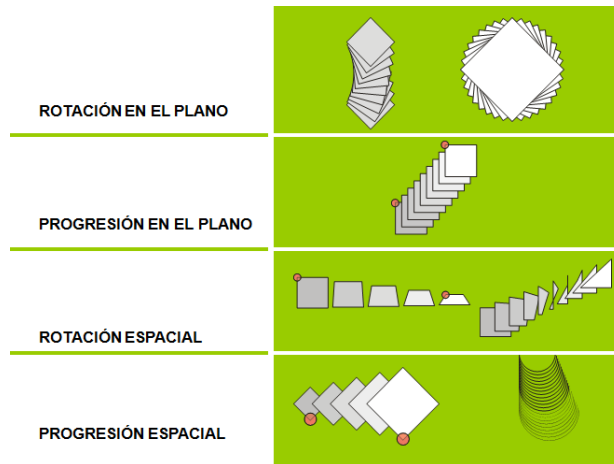 ROTACIÓN EN EL PLANO
PROGRESIÓN EN EL PLANO
ROTACIÓN ESPACIAL
PROGRESIÓN ESPACIAL